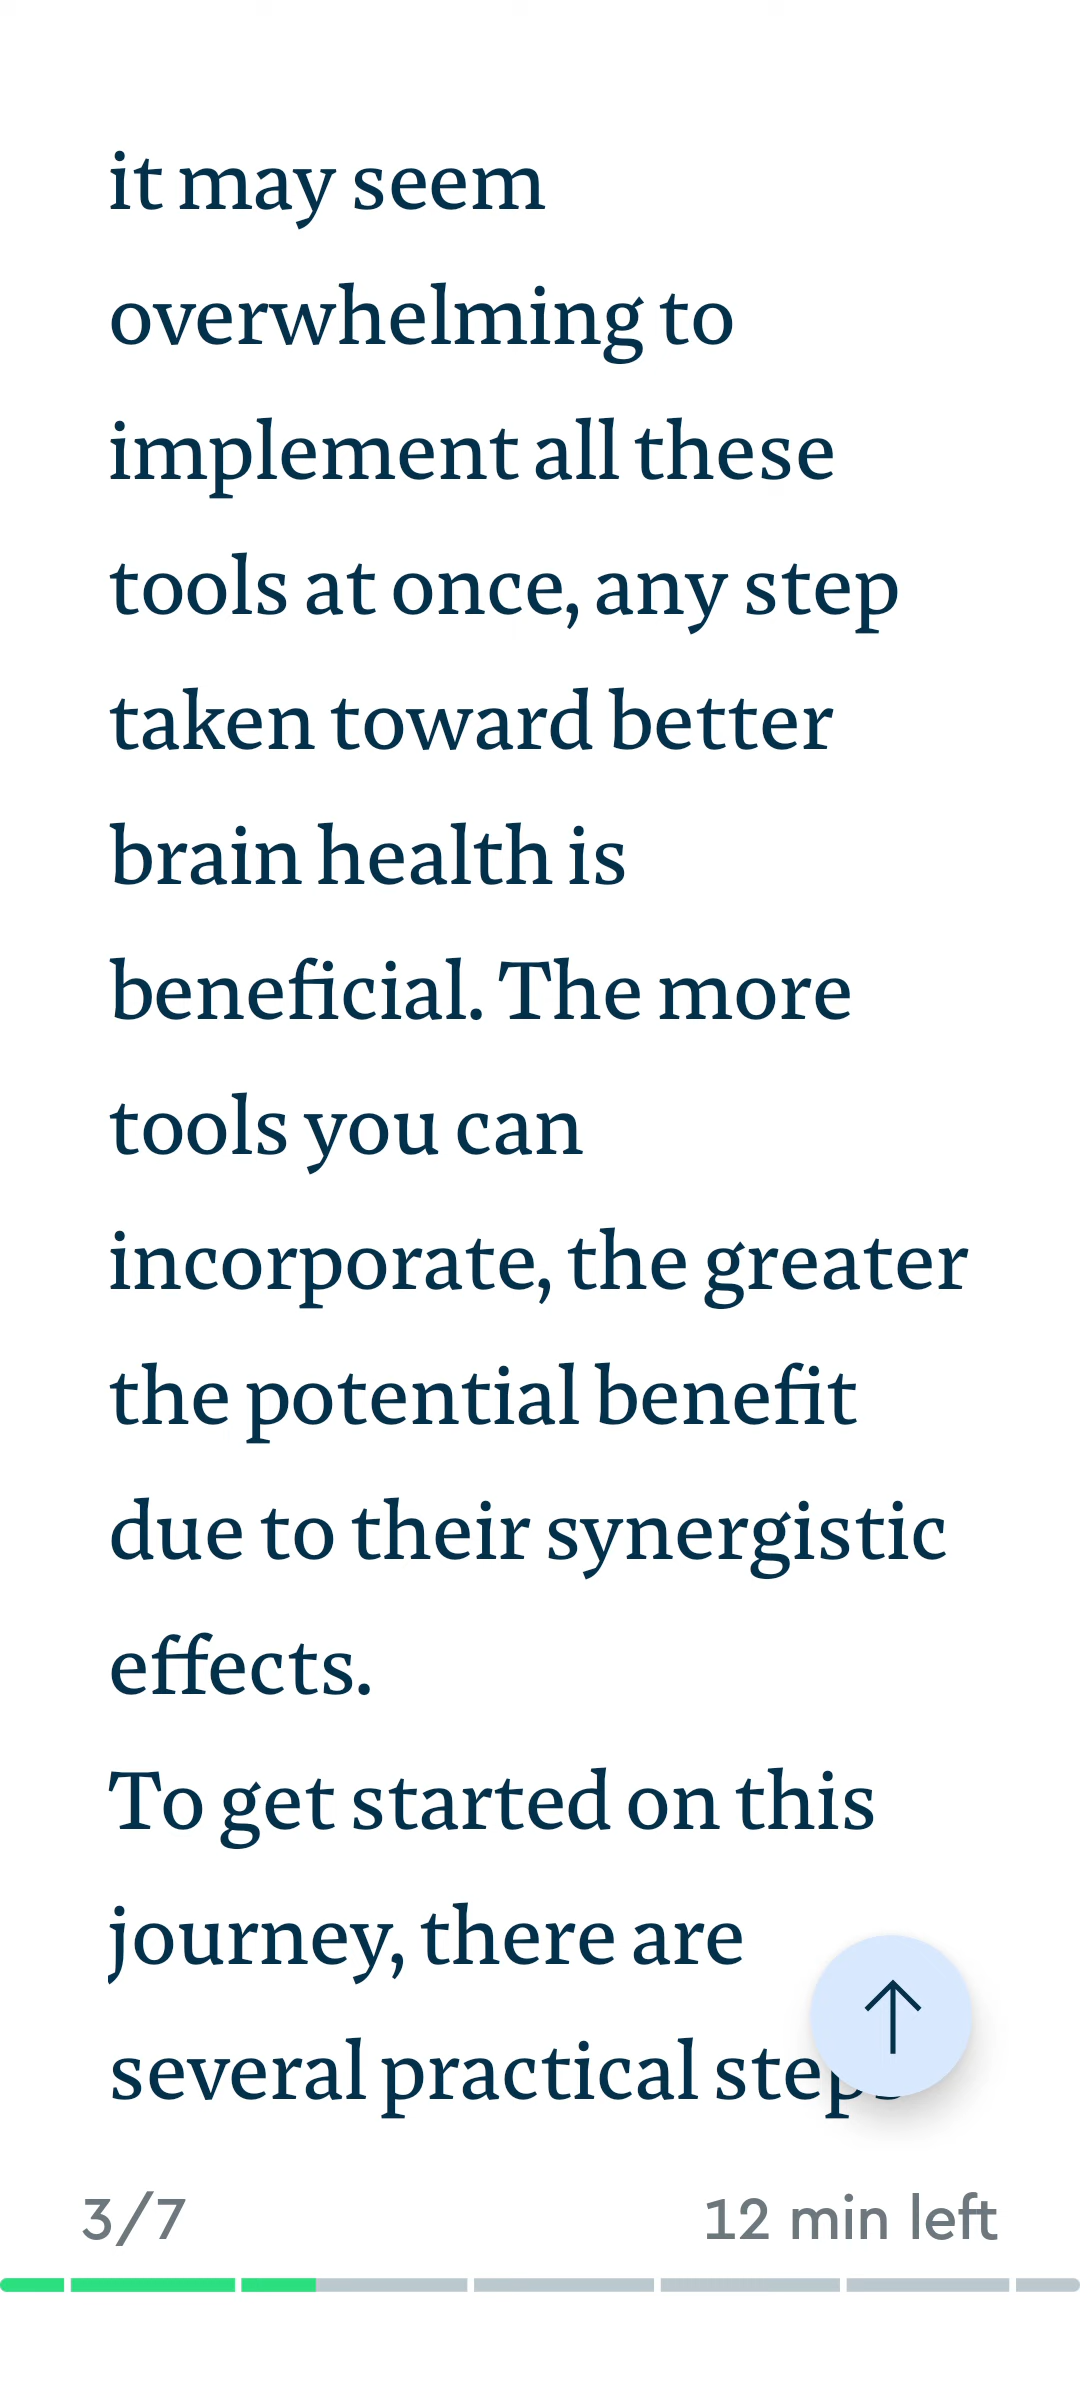 it may seem
overwhelming to
implement all these
tools at once, any step
taken toward better
brain health is
beneficial. The more
tools you can
incorporate, the greater
the potential benefit
due to their synergistic
effects.
To get started on this
journey, there are
several practical steps
3/7
12 min left